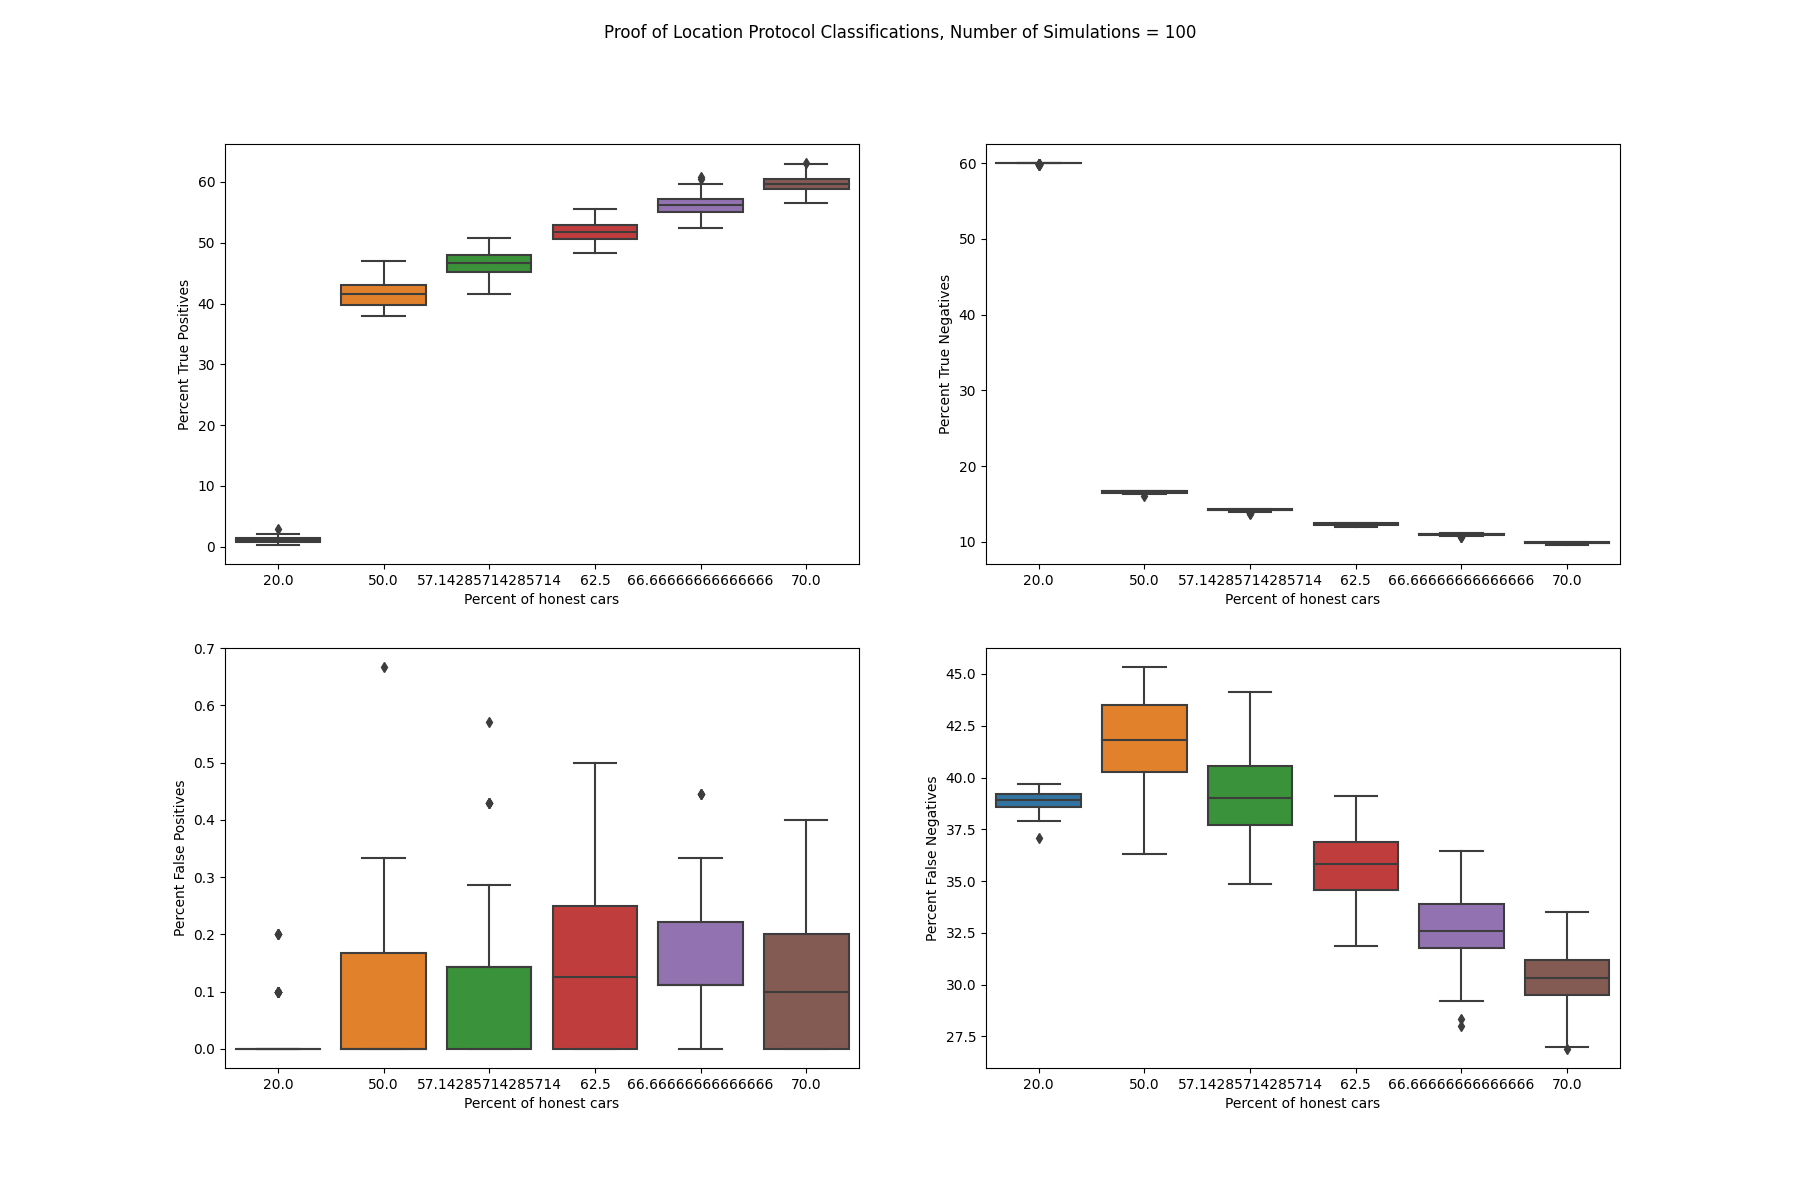 Proof of Location Protocol Classifications, Number of Simulations = 100
Percent True Positives
60
50
40
30
20
10
0
20.0 50.0 57.14285714285714 62.5 66.66666666666666 70.0
Percent of honest cars
Percent True Negatives
60
50
40
30
20
10
20.0 50.0 57.14285714285714 62.5 66.66666666666666 70.0
Percent of honest cars
Percent False Positives
0.7
0.6
0.5
0.4
0.3
0.2
0.1
0.0
20.0 50.0 57.14285714285714 62.5 66.66666666666666 70.0
Percent of honest cars
Percent False Negatives
45.0
42.5
40.0
37.5
35.0
32.5
30.0
27.5
20.0 50.0 57.14285714285714 62.5 66.66666666666666 70.0
Percent of honest cars